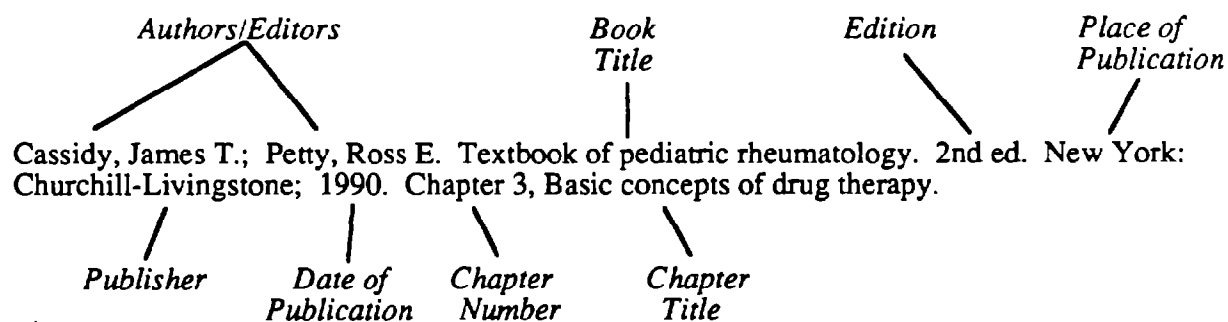 Authors/Editors Book Title Edition Place of Publication
Cassidy, James T.; Petty, Ross E. Textbook of pediatric rheumatology. 2nd ed. New York:
Churchill-Livingstone; 1990. Chapter 3, Basic concepts of drug therapy.
Publisher Date of Publication Chapter Number Chapter Title